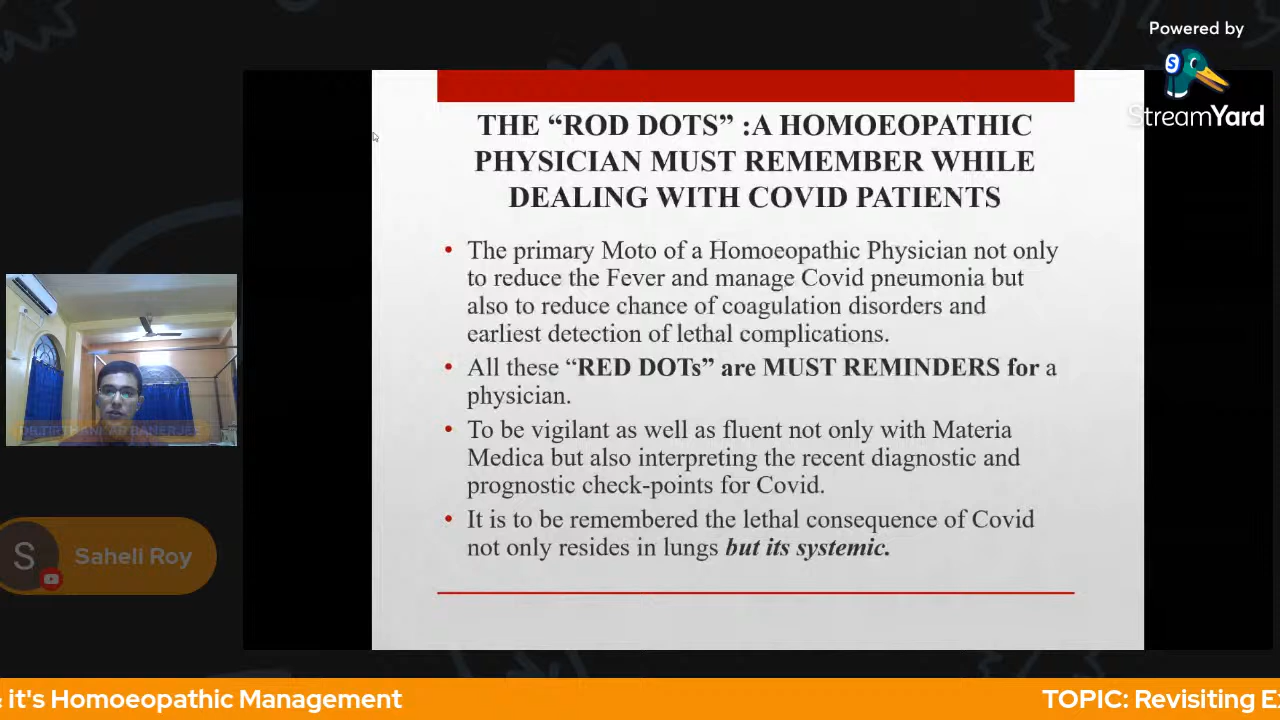 Powered by
S
StreamYard
THE “ROD DOTS” :A HOMOEOPATHIC
PHYSICIAN MUST REMEMBER WHILE
DEALING WITH COVID PATIENTS
• The primary Moto of a Homoeopathic Physician not only
to reduce the Fever and manage Covid pneumonia but
also to reduce chance of coagulation disorders and
earliest detection of lethal complications.
• All these “RED DOTs” are MUST REMINDERS for a
physician.
• To be vigilant as well as fluent not only with Materia
Medica but also interpreting the recent diagnostic and
prognostic check-points for Covid.
• It is to be remembered the lethal consequence of Covid
not only resides in lungs but its systemic.
DR.TIRTHANKAR BANERJEE
S
Saheli Roy
it's Homoeopathic Management
TOPIC: Revisiting